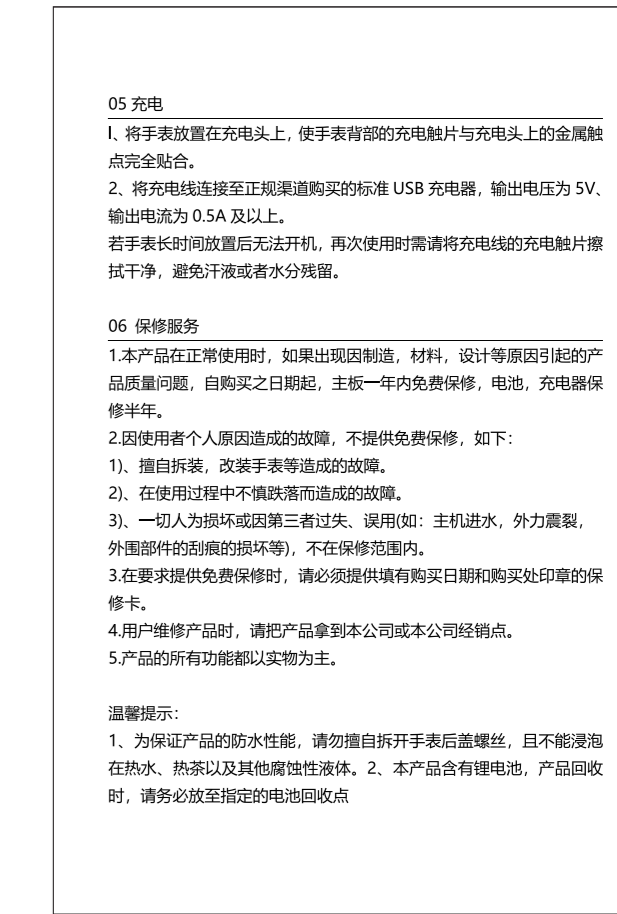 05 充电
l、将手表放置在充电头上，使手表背部的充电触片与充电头上的金属触
点完全贴合。
2、将充电线连接至正规渠道购买的标准 USB 充电器，输出电压为 5V、
输出电流为 0.5A 及以上。
若手表长时间放置后无法开机，再次使用时需请将充电线的充电触片擦
拭干净，避免汗液或者水分残留。
06 保修服务
1.本产品在正常使用时，如果出现因制造，材料，设计等原因引起的产
品质量问题，自购买之日期起，主板一年内免费保修，电池，充电器保
修半年。
2.因使用者个人原因造成的故障，不提供免费保修，如下：
1)、擅自拆装，改装手表等造成的故障。
2)、在使用过程中不慎跌落而造成的故障。
3)、一切人为损坏或因第三者过失、误用(如：主机进水，外力震裂，
外围部件的刮痕的损坏等)，不在保修范围内。
3.在要求提供免费保修时，请必须提供填有购买日期和购买处印章的保
修卡。
4.用户维修产品时，请把产品拿到本公司或本公司经销点。
5.产品的所有功能都以实物为主。
温馨提示：
1、为保证产品的防水性能，请勿擅自拆开手表后盖螺丝，且不能浸泡
在热水、热茶以及其他腐蚀性液体。2、本产品含有锂电池，产品回收
时，请务必放至指定的电池回收点